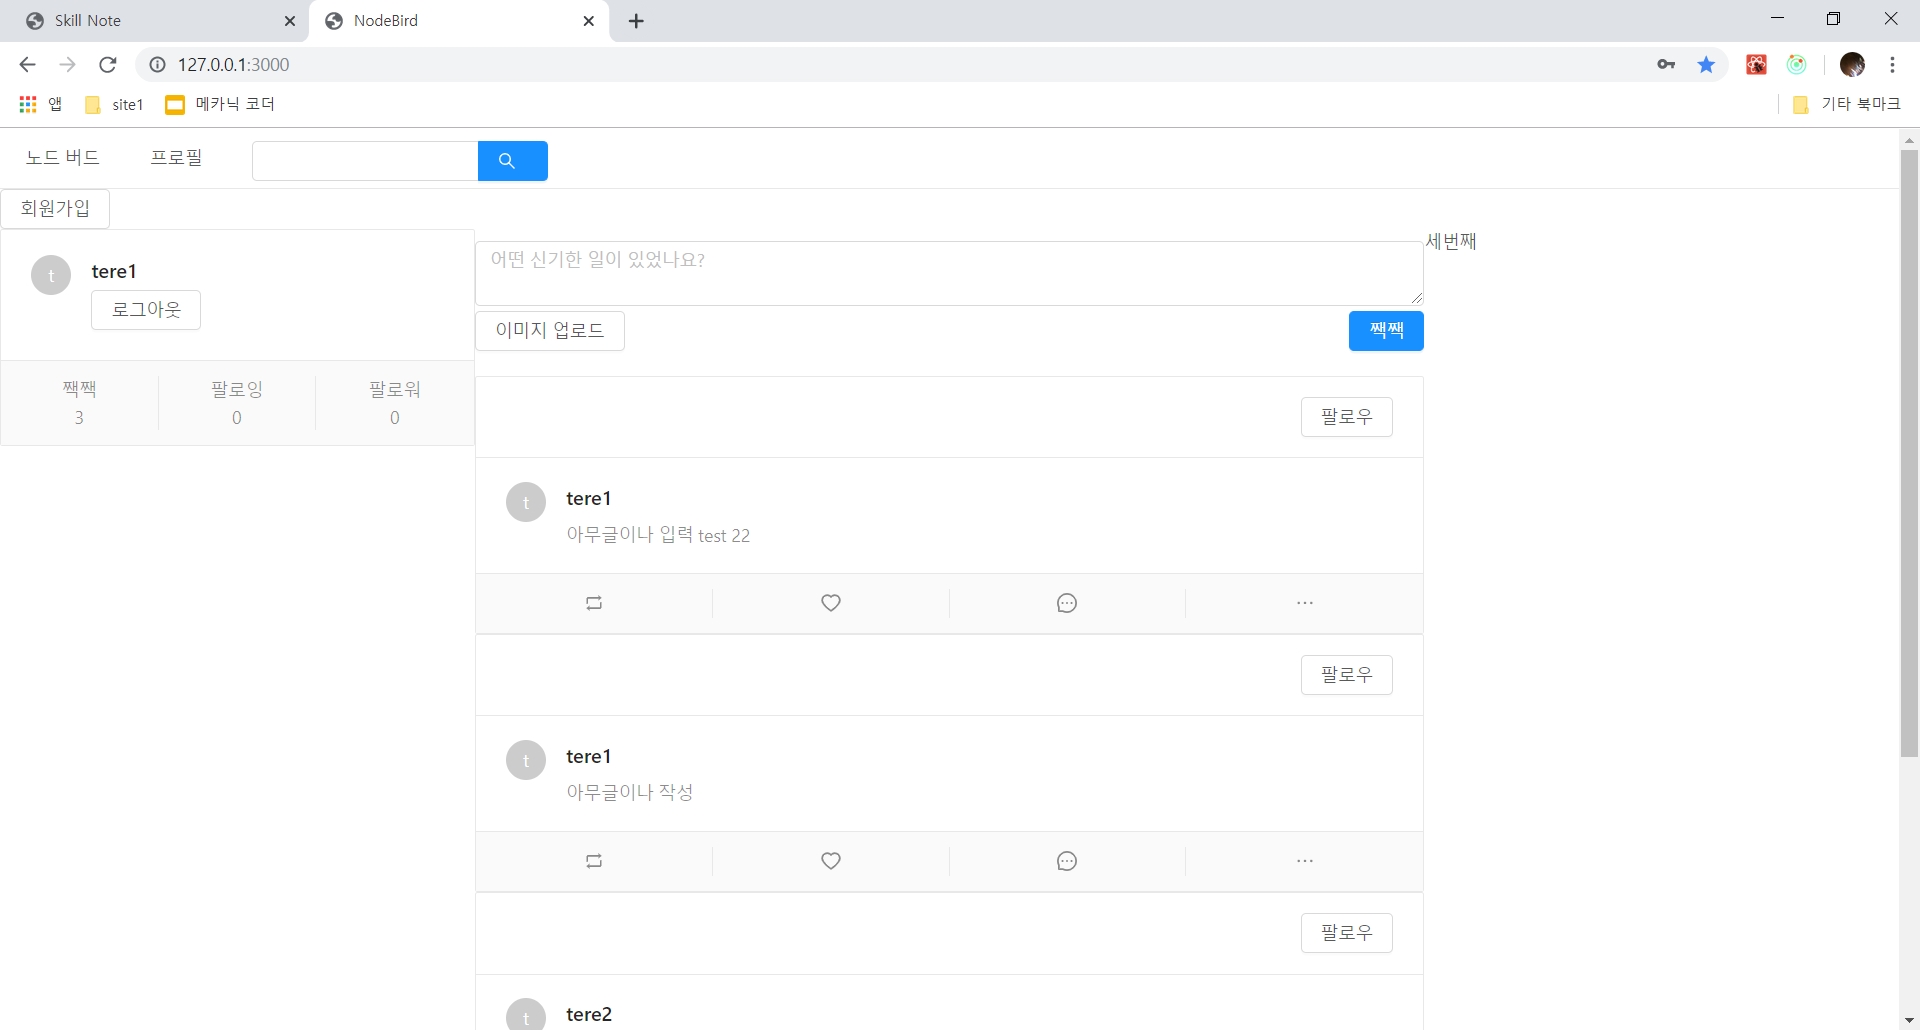 Skill Note
NodeBird
127.0.0.1:3000
앱
site1
메카닉 코더
기타 북마크
노드 버드
프로필
회원가입
t
tere1
로그아웃
짹짹
3
팔로잉
0
팔로워
0
어떤 신기한 일이 있었나요?
이미지 업로드
짹짹
팔로우
t
tere1
아무글이나 입력 test 22
팔로우
t
tere1
아무글이나 작성
팔로우
t
tere2
세번째